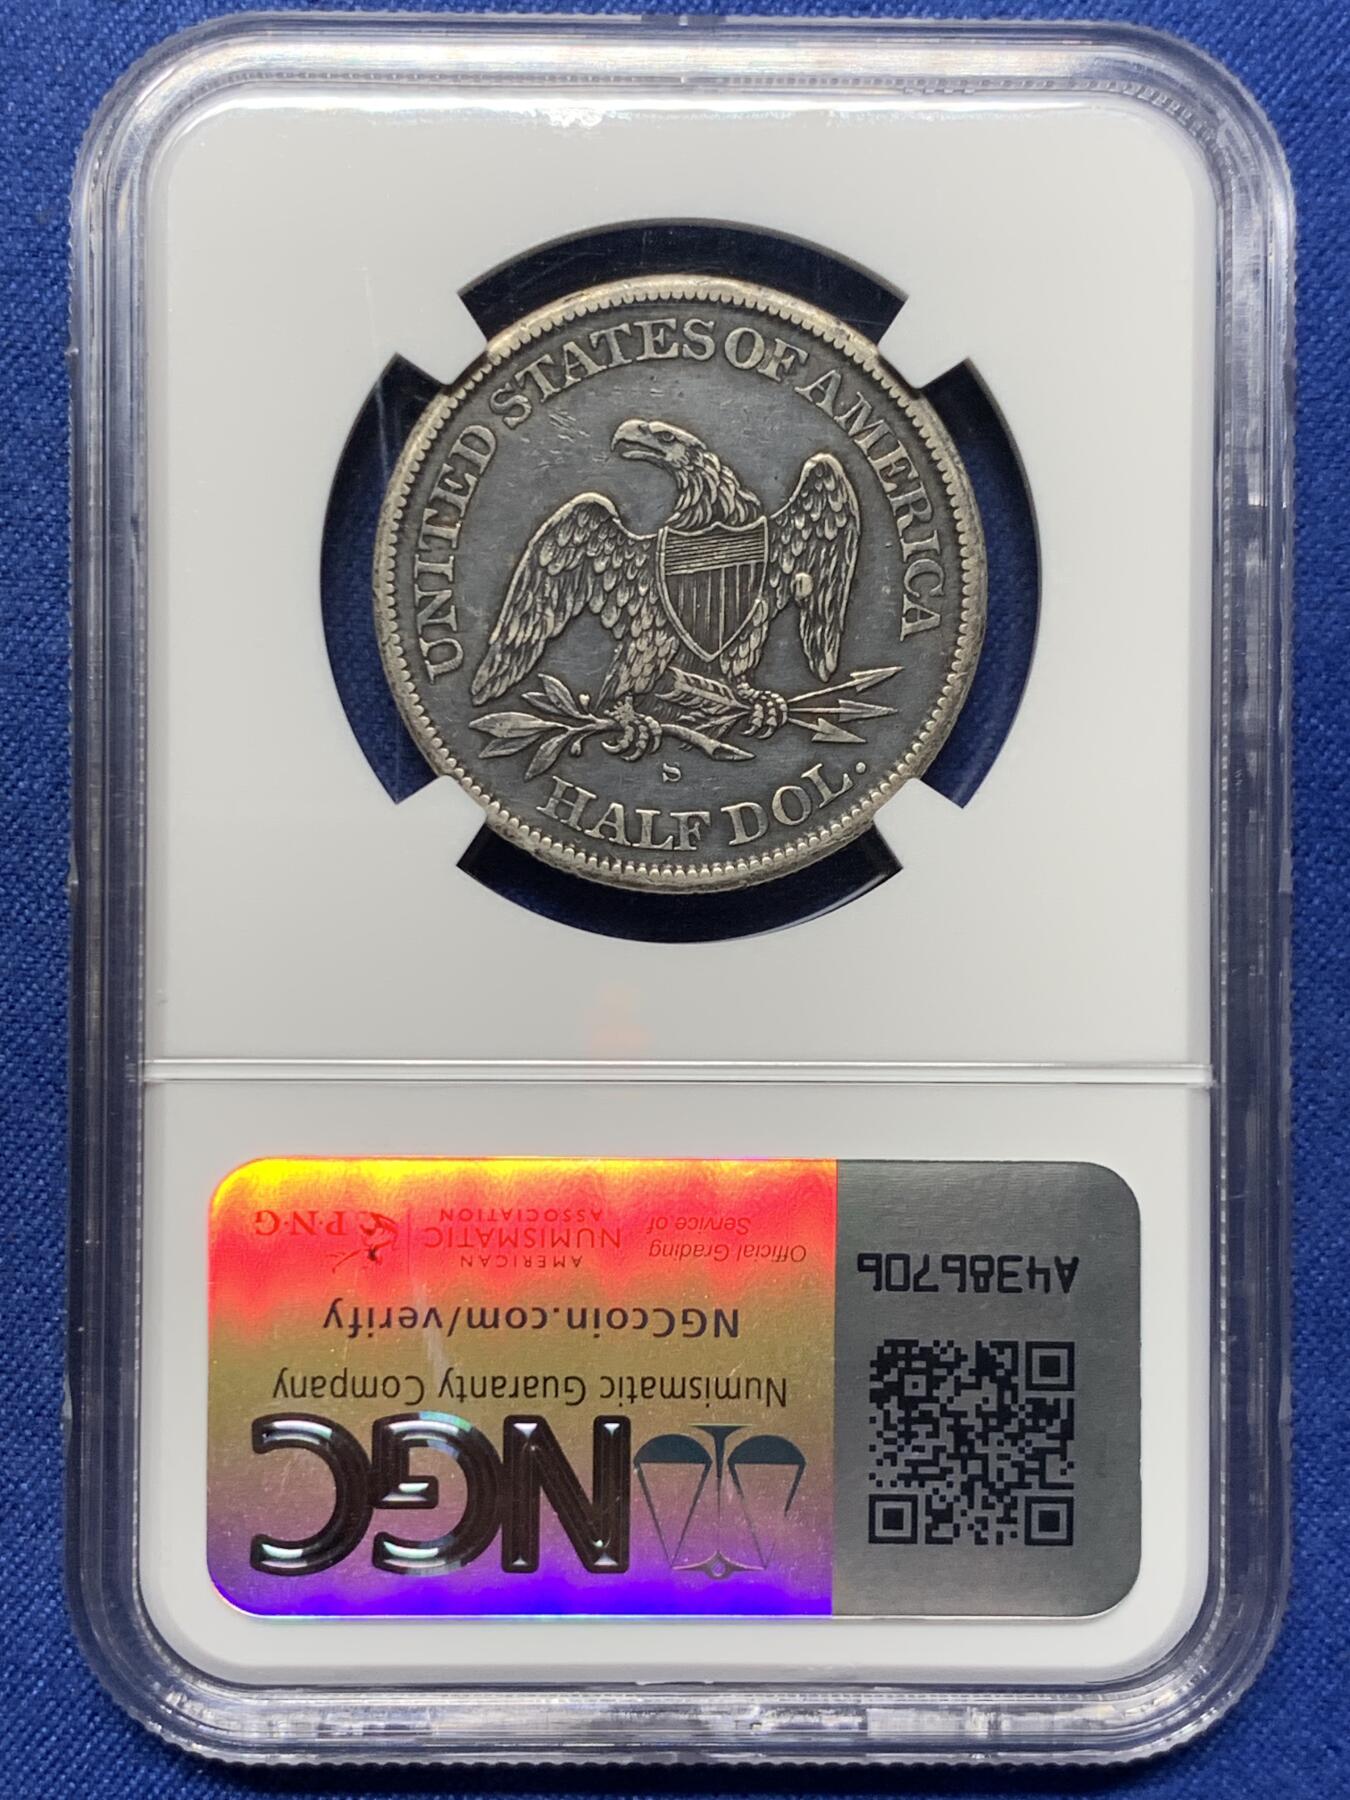 UNITED STATES OF AMERICA
S
HALF DOL.
NGC
Numismatic Guaranty Company
NGCcoin.com/verify
Official Grading
Service of
AMERICAN
NUMISMATIC
ASSOCIATION
P·N·G
A4386706